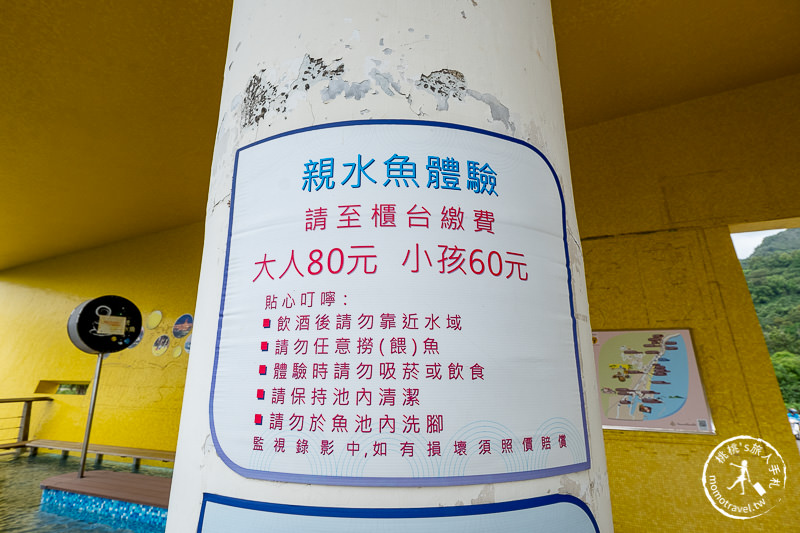 親水魚體驗
請至櫃台繳費
大人80元 小孩60元
貼心叮嚀：
飲酒後請勿靠近水域
請勿任意撈(餵)魚
體驗時請勿吸菸或飲食
請保持池內清潔
請勿於魚池內洗腳
監視錄影中,如有損壞須照價賠償
桃桃's旅人手札
momotravel.tw